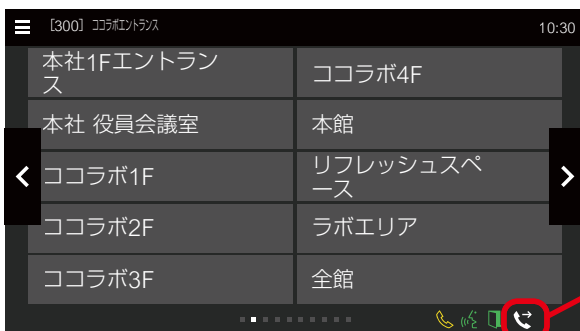 [300] ココラボエントランス
10:30
本社1Fエントラン
ス
ココラボ4F
本社 役員会議室
本館
ココラボ1F
リフレッシュスペ
ース
ココラボ2F
ラボエリア
ココラボ3F
全館